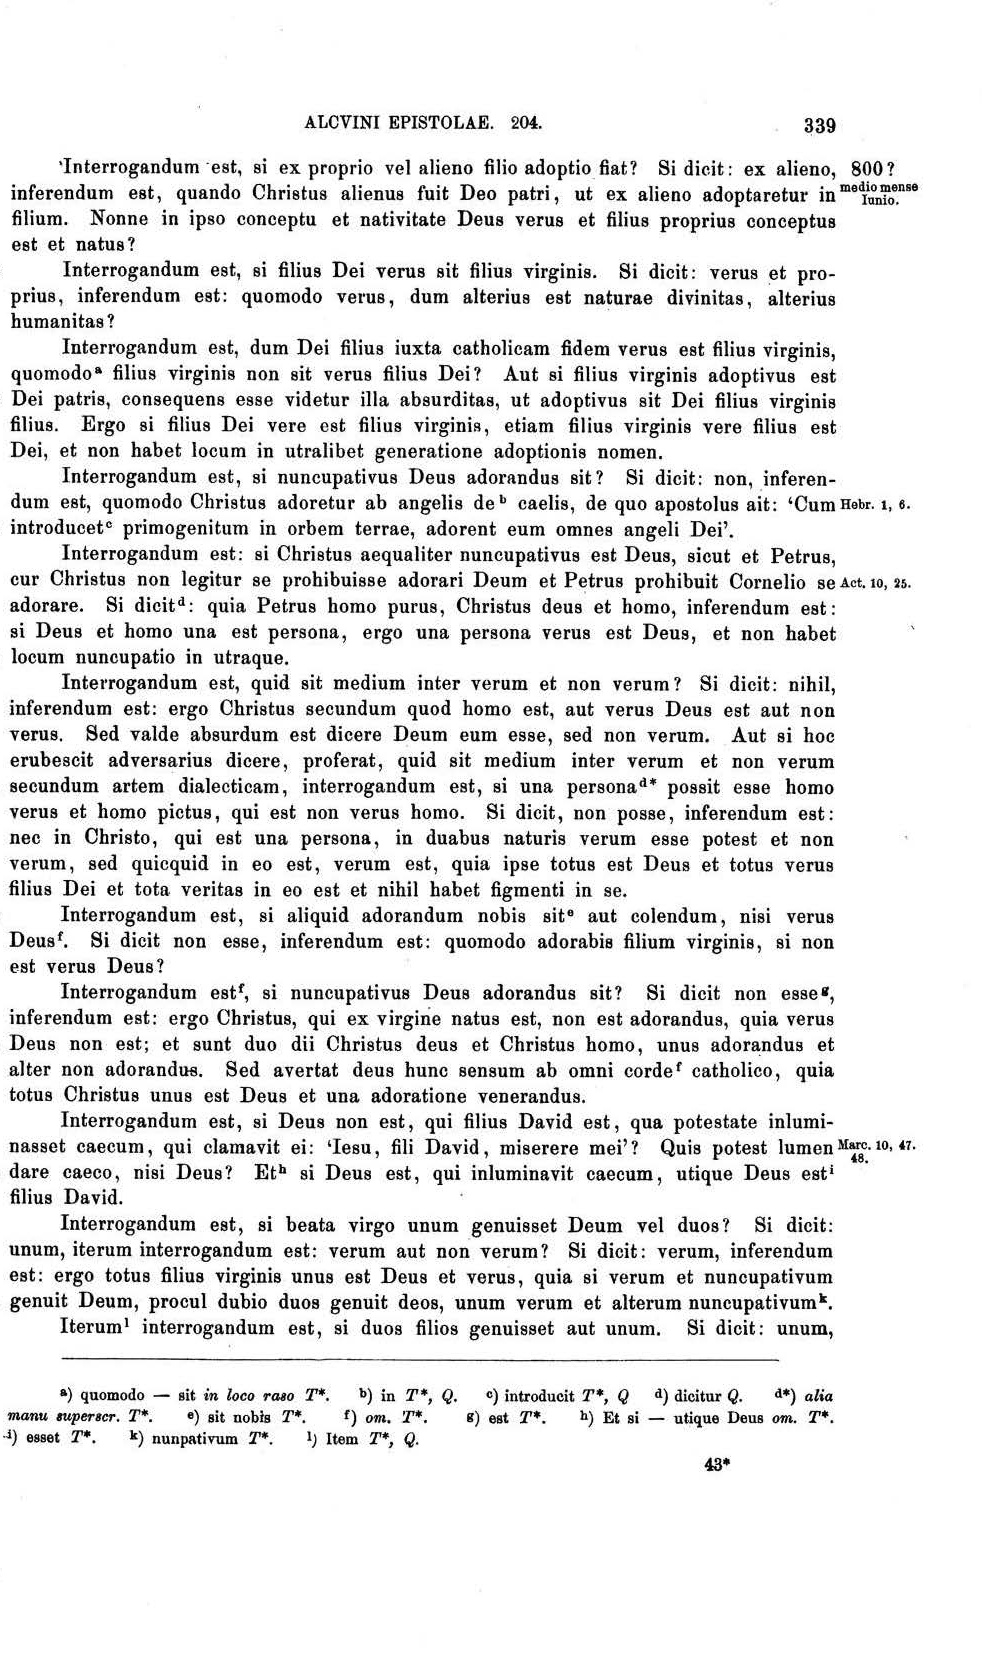 ALCVINI EPISTOLAE. 204. 339
'Interrogandum est, si ex proprio vel alieno filio adoptio fiat? Si dicit: ex alieno, 800?
inferendum est, quando Christus alienus fuit Deo patri, ut ex alieno adoptaretur in medio mense Iunio.
filium. Nonne in ipso conceptu et nativitate Deus verus et filius proprius conceptus
est et natus?
Interrogandum est, si filius Dei verus sit filius virginis. Si dicit: verus et pro-
prius, inferendum est: quomodo verus, dum alterius est naturae divinitas, alterius
humanitas?
Interrogandum est, dum Dei filius iuxta catholicam fidem verus est filius virginis,
quomodoᵃ filius virginis non sit verus filius Dei? Aut si filius virginis adoptivus est
Dei patris, consequens esse videtur illa absurditas, ut adoptivus sit Dei filius virginis
filius. Ergo si filius Dei vere est filius virginis, etiam filius virginis vere filius est
Dei, et non habet locum in utralibet generatione adoptionis nomen.
Interrogandum est, si nuncupativus Deus adorandus sit? Si dicit: non, inferen-
dum est, quomodo Christus adoretur ab angelis deᵇ caelis, de quo apostolus ait: ‘Cum Hebr. 1, 6.
introducetᶜ primogenitum in orbem terrae, adorent eum omnes angeli Dei’.
Interrogandum est: si Christus aequaliter nuncupativus est Deus, sicut et Petrus,
cur Christus non legitur se prohibuisse adorari Deum et Petrus prohibuit Cornelio se Act. 10, 25.
adorare. Si dicitᵈ: quia Petrus homo purus, Christus deus et homo, inferendum est:
si Deus et homo una est persona, ergo una persona verus est Deus, et non habet
locum nuncupatio in utraque.
Interrogandum est, quid sit medium inter verum et non verum? Si dicit: nihil,
inferendum est: ergo Christus secundum quod homo est, aut verus Deus est aut non
verus. Sed valde absurdum est dicere Deum eum esse, sed non verum. Aut si hoc
erubescit adversarius dicere, proferat, quid sit medium inter verum et non verum
secundum artem dialecticam, interrogandum est, si una personaᵈ* possit esse homo
verus et homo pictus, qui est non verus homo. Si dicit, non posse, inferendum est:
nec in Christo, qui est una persona, in duabus naturis verum esse potest et non
verum, sed quicquid in eo est, verum est, quia ipse totus est Deus et totus verus
filius Dei et tota veritas in eo est et nihil habet figmenti in se.
Interrogandum est, si aliquid adorandum nobis sitᵉ aut colendum, nisi verus
Deusᶠ. Si dicit non esse, inferendum est: quomodo adorabis filium virginis, si non
est verus Deus?
Interrogandum estᶠ, si nuncupativus Deus adorandus sit? Si dicit non esseᵍ,
inferendum est: ergo Christus, qui ex virgine natus est, non est adorandus, quia verus
Deus non est; et sunt duo dii Christus deus et Christus homo, unus adorandus et
alter non adorandus. Sed avertat deus hunc sensum ab omni cordeᶠ catholico, quia
totus Christus unus est Deus et una adoratione venerandus.
Interrogandum est, si Deus non est, qui filius David est, qua potestate inlumi-
nasset caecum, qui clamavit ei: ‘Iesu, fili David, miserere mei’? Quis potest lumen Marc. 10, 47. 48.
dare caeco, nisi Deus? Etʰ si Deus est, qui inluminavit caecum, utique Deus estⁱ
filius David.
Interrogandum est, si beata virgo unum genuisset Deum vel duos? Si dicit:
unum, iterum interrogandum est: verum aut non verum? Si dicit: verum, inferendum
est: ergo totus filius virginis unus est Deus et verus, quia si verum et nuncupativum
genuit Deum, procul dubio duos genuit deos, unum verum et alterum nuncupativumᵏ.
Iterumˡ interrogandum est, si duos filios genuisset aut unum. Si dicit: unum,
ᵃ) quomodo — sit in loco raso T*. ᵇ) in T*, Q. ᶜ) introducit T*, Q ᵈ) dicitur Q. ᵈ*) alia
manu superscr. T*. ᵉ) sit nobis T*. ᶠ) om. T*. ᵍ) est T*. ʰ) Et si — utique Deus om. T*.
ⁱ) esset T*. ᵏ) nunpativum T*. ˡ) Item T*, Q.
43*